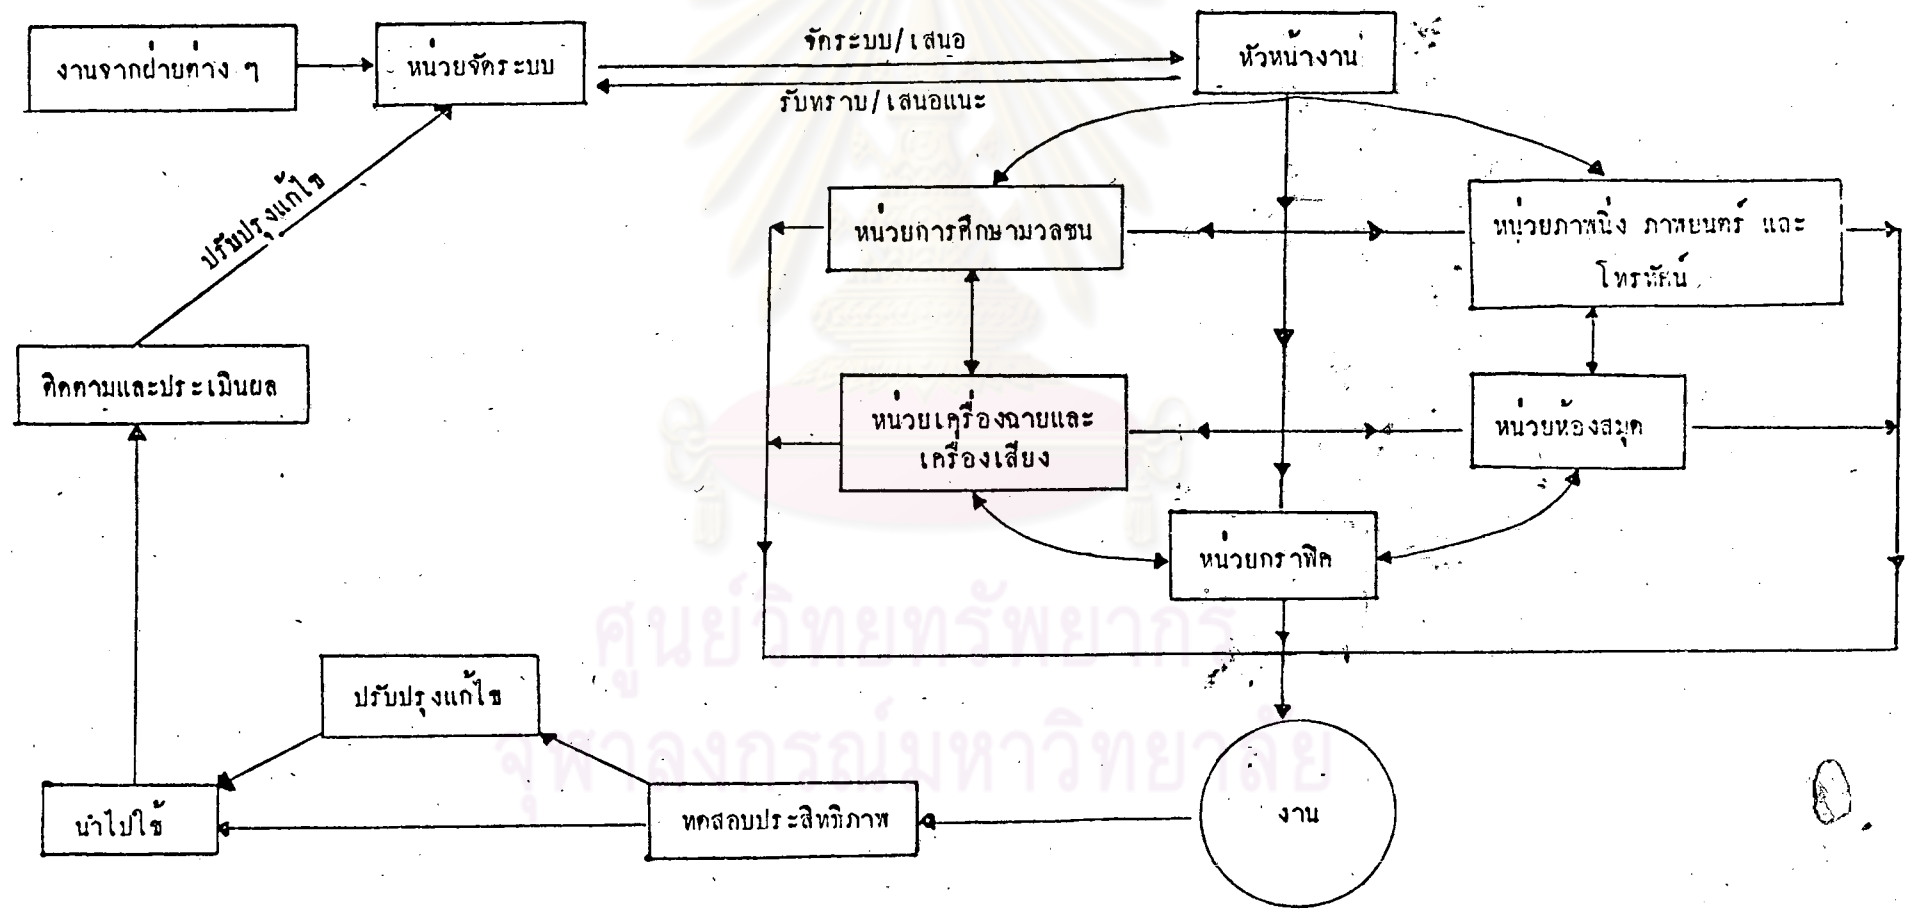 งานจากฝ่ายต่าง ๆ
หน่วยจัดระบบ
จัดระบบ/เสนอ
รับทราบ/เสนอแนะ
หัวหน้างาน
ปรับปรุงแก้ไข
หน่วยการศึกษามวลชน
หน่วยภาพนิ่ง ภาพยนตร์ และ
โทรทัศน์
ติดตามและประเมินผล
หน่วยเครื่องฉายและ
เครื่องเสียง
หน่วยห้องสมุด
หน่วยกราฟิค
ศูนย์วิทยทรัพยากร
ปรับปรุงแก้ไข
จุฬาลงกรณ์มหาวิทยาลัย
นำไปใช้
ทดสอบประสิทธิภาพ
งาน